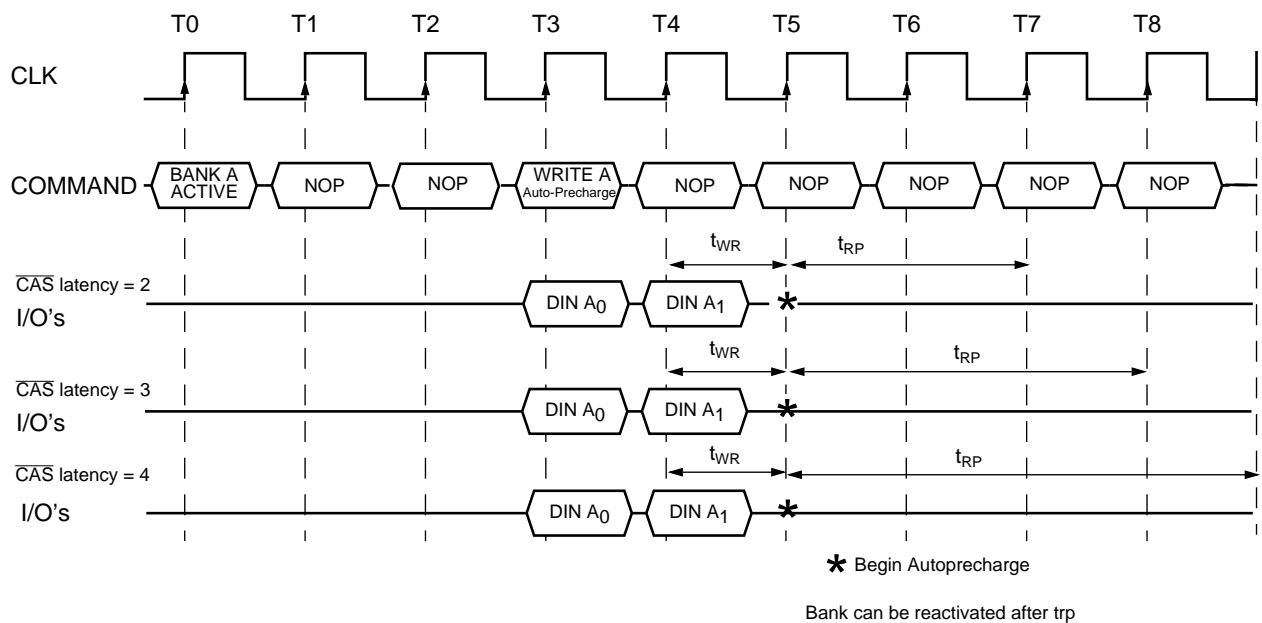 T0 T1 T2 T3 T4 T5 T6 T7 T8
CLK
COMMAND
BANK A
ACTIVE
NOP
NOP
WRITE A
Auto-Precharge
NOP
NOP
NOP
NOP
NOP
tWR tRP
CAS latency = 2
I/O's
DIN A0 DIN A1 *
tWR tRP
CAS latency = 3
I/O's
DIN A0 DIN A1 *
tWR tRP
CAS latency = 4
I/O's
DIN A0 DIN A1 *
* Begin Autoprecharge
Bank can be reactivated after trp